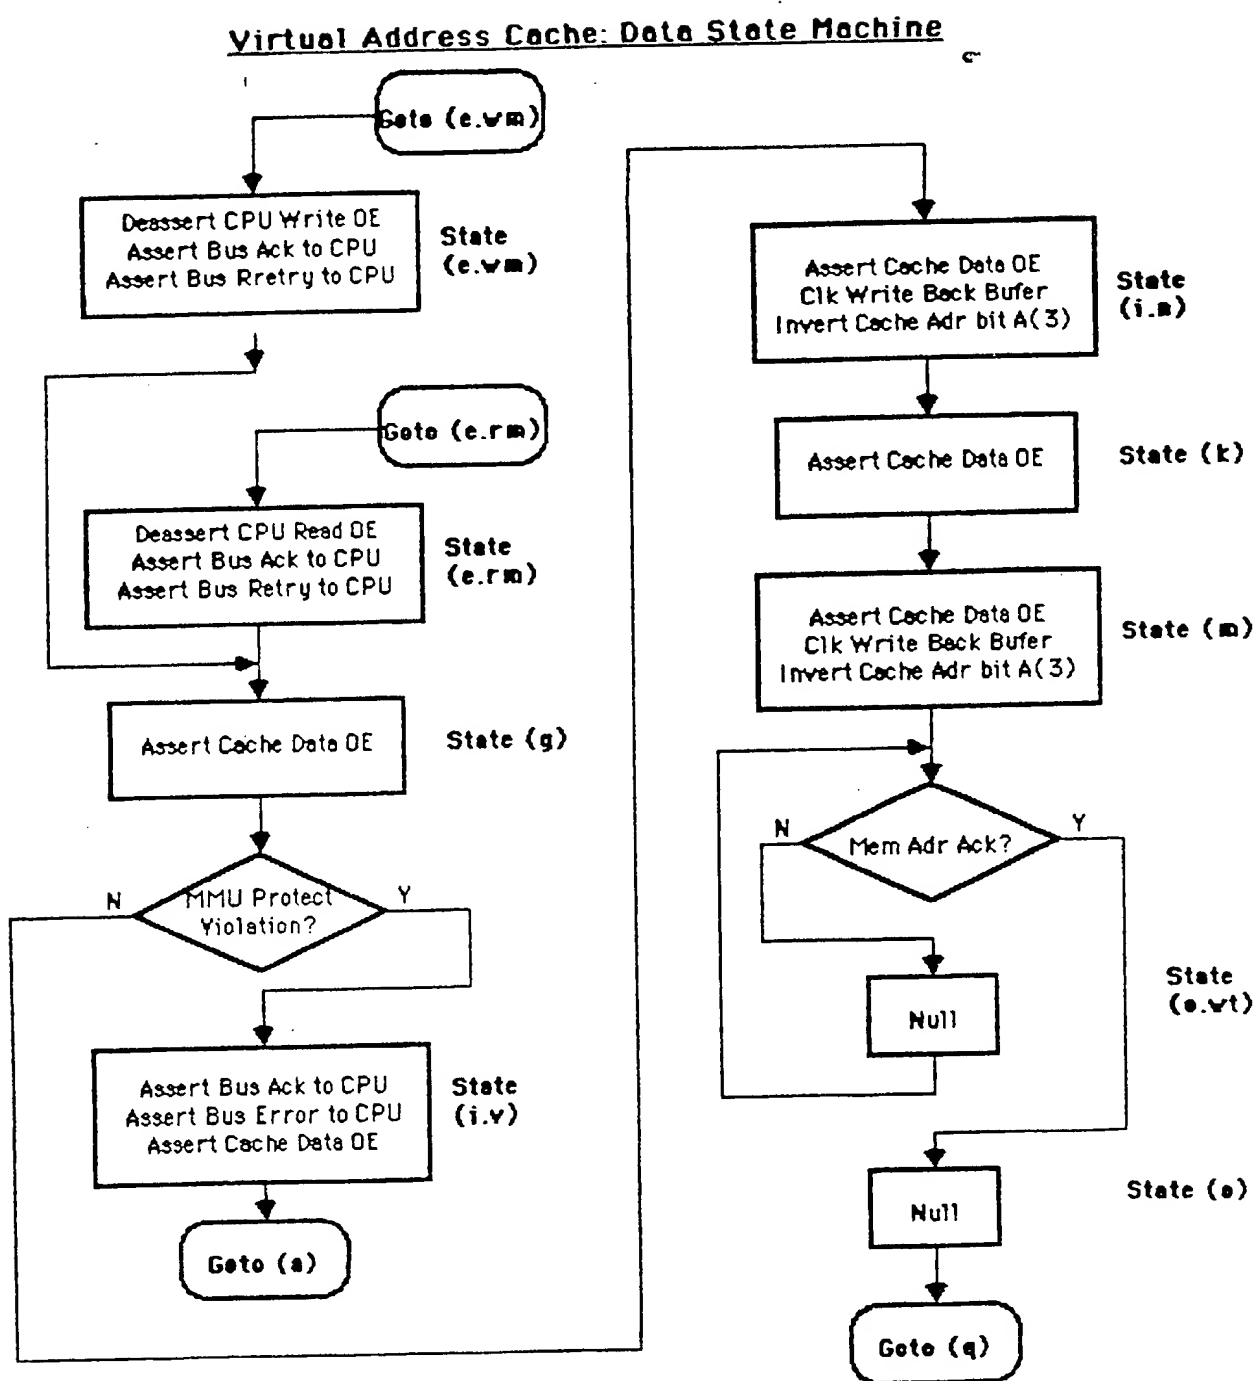 Virtual Address Cache: Data State Machine
Goto (e.wm)
Deassert CPU Write OE
Assert Bus Ack to CPU
Assert Bus Rretry to CPU
State
(e.wm)
Goto (e.rm)
Deassert CPU Read OE
Assert Bus Ack to CPU
Assert Bus Retry to CPU
State
(e.rm)
Assert Cache Data OE
State (g)
MMU Protect
Violation?
N
Y
Assert Bus Ack to CPU
Assert Bus Error to CPU
Assert Cache Data OE
State
(i.v)
Goto (a)
Assert Cache Data OE
Clk Write Back Bufer
Invert Cache Adr bit A(3)
State
(i.m)
Assert Cache Data OE
State (k)
Assert Cache Data OE
Clk Write Back Bufer
Invert Cache Adr bit A(3)
State (m)
Mem Adr Ack?
N
Y
Null
State
(o.wt)
Null
State (o)
Goto (q)